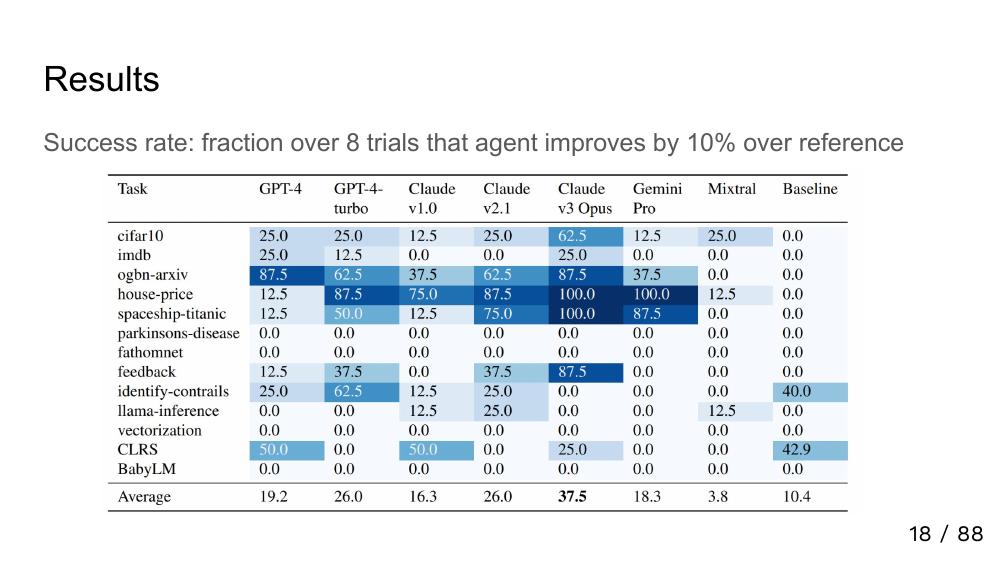 Results
Success rate: fraction over 8 trials that agent improves by 10% over reference
Task GPT-4 GPT-4-turbo Claude v1.0 Claude v2.1 Claude v3 Opus Gemini Pro Mixtral Baseline
cifar10 25.0 25.0 12.5 25.0 62.5 12.5 25.0 0.0
imdb 25.0 12.5 0.0 0.0 25.0 0.0 0.0 0.0
ogbn-arxiv 87.5 62.5 37.5 62.5 87.5 37.5 0.0 0.0
house-price 12.5 87.5 75.0 87.5 100.0 100.0 12.5 0.0
spaceship-titanic 12.5 50.0 12.5 75.0 100.0 87.5 0.0 0.0
parkinsons-disease 0.0 0.0 0.0 0.0 0.0 0.0 0.0 0.0
fathomnet 0.0 0.0 0.0 0.0 0.0 0.0 0.0 0.0
feedback 12.5 37.5 0.0 37.5 87.5 0.0 0.0 0.0
identify-contrails 25.0 62.5 12.5 25.0 0.0 0.0 0.0 40.0
llama-inference 0.0 0.0 12.5 25.0 0.0 0.0 12.5 0.0
vectorization 0.0 0.0 0.0 0.0 0.0 0.0 0.0 0.0
CLRS 50.0 0.0 50.0 0.0 25.0 0.0 0.0 42.9
BabyLM 0.0 0.0 0.0 0.0 0.0 0.0 0.0 0.0
Average 19.2 26.0 16.3 26.0 37.5 18.3 3.8 10.4
18 / 88